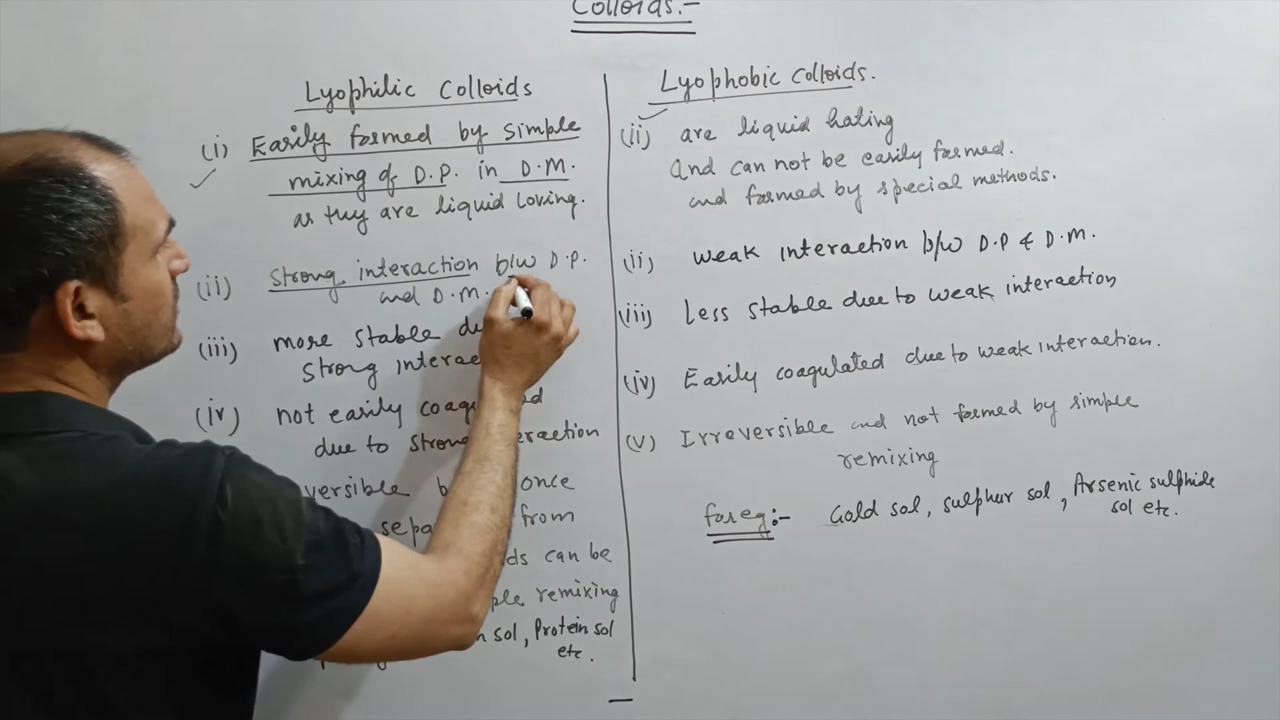 Colloids.-
Lyophilic Colloids
(i) Easily formed by simple
mixing of D.P. in D.M.
as they are liquid loving.
(ii) strong interaction b/w D.P.
and D.M.
(iii) more stable
strong
(iv) not easily
due to strong
once
from
can be
remixing
sol, Protein sol
etc.
Lyophobic Colloids.
(ii) are liquid hating
And can not be easily formed.
and formed by special methods.
(ii) weak interaction b/w D.P & D.M.
(iii) Less stable due to weak interaction
(iv) Easily coagulated due to weak interaction.
(v) Irreversible and not formed by simple
remixing
for eg:- Gold sol, sulphur sol, Arsenic sulphide
sol etc.